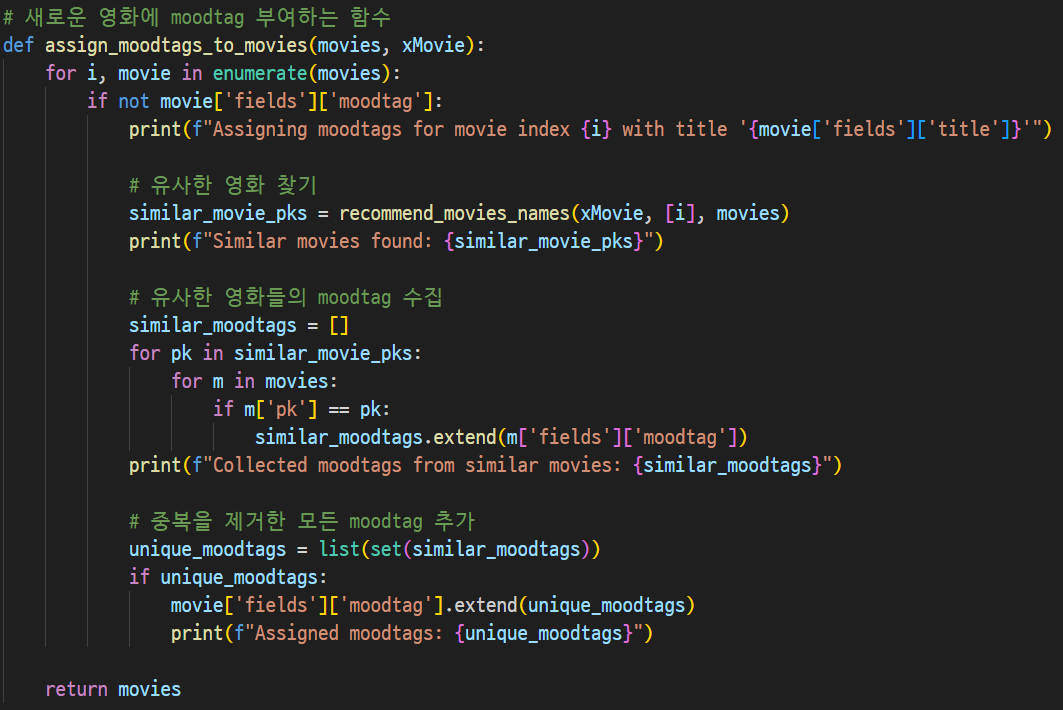 # 새로운 영화에 moodtag 부여하는 함수
def assign_moodtags_to_movies(movies, xMovie):
    for i, movie in enumerate(movies):
        if not movie['fields']['moodtag']:
            print(f"Assigning moodtags for movie index {i} with title '{movie['fields']['title']}'")

            # 유사한 영화 찾기
            similar_movie_pks = recommend_movies_names(xMovie, [i], movies)
            print(f"Similar movies found: {similar_movie_pks}")

            # 유사한 영화들의 moodtag 수집
            similar_moodtags = []
            for pk in similar_movie_pks:
                for m in movies:
                    if m['pk'] == pk:
                        similar_moodtags.extend(m['fields']['moodtag'])
            print(f"Collected moodtags from similar movies: {similar_moodtags}")

            # 중복을 제거한 모든 moodtag 추가
            unique_moodtags = list(set(similar_moodtags))
            if unique_moodtags:
                movie['fields']['moodtag'].extend(unique_moodtags)
                print(f"Assigned moodtags: {unique_moodtags}")

    return movies